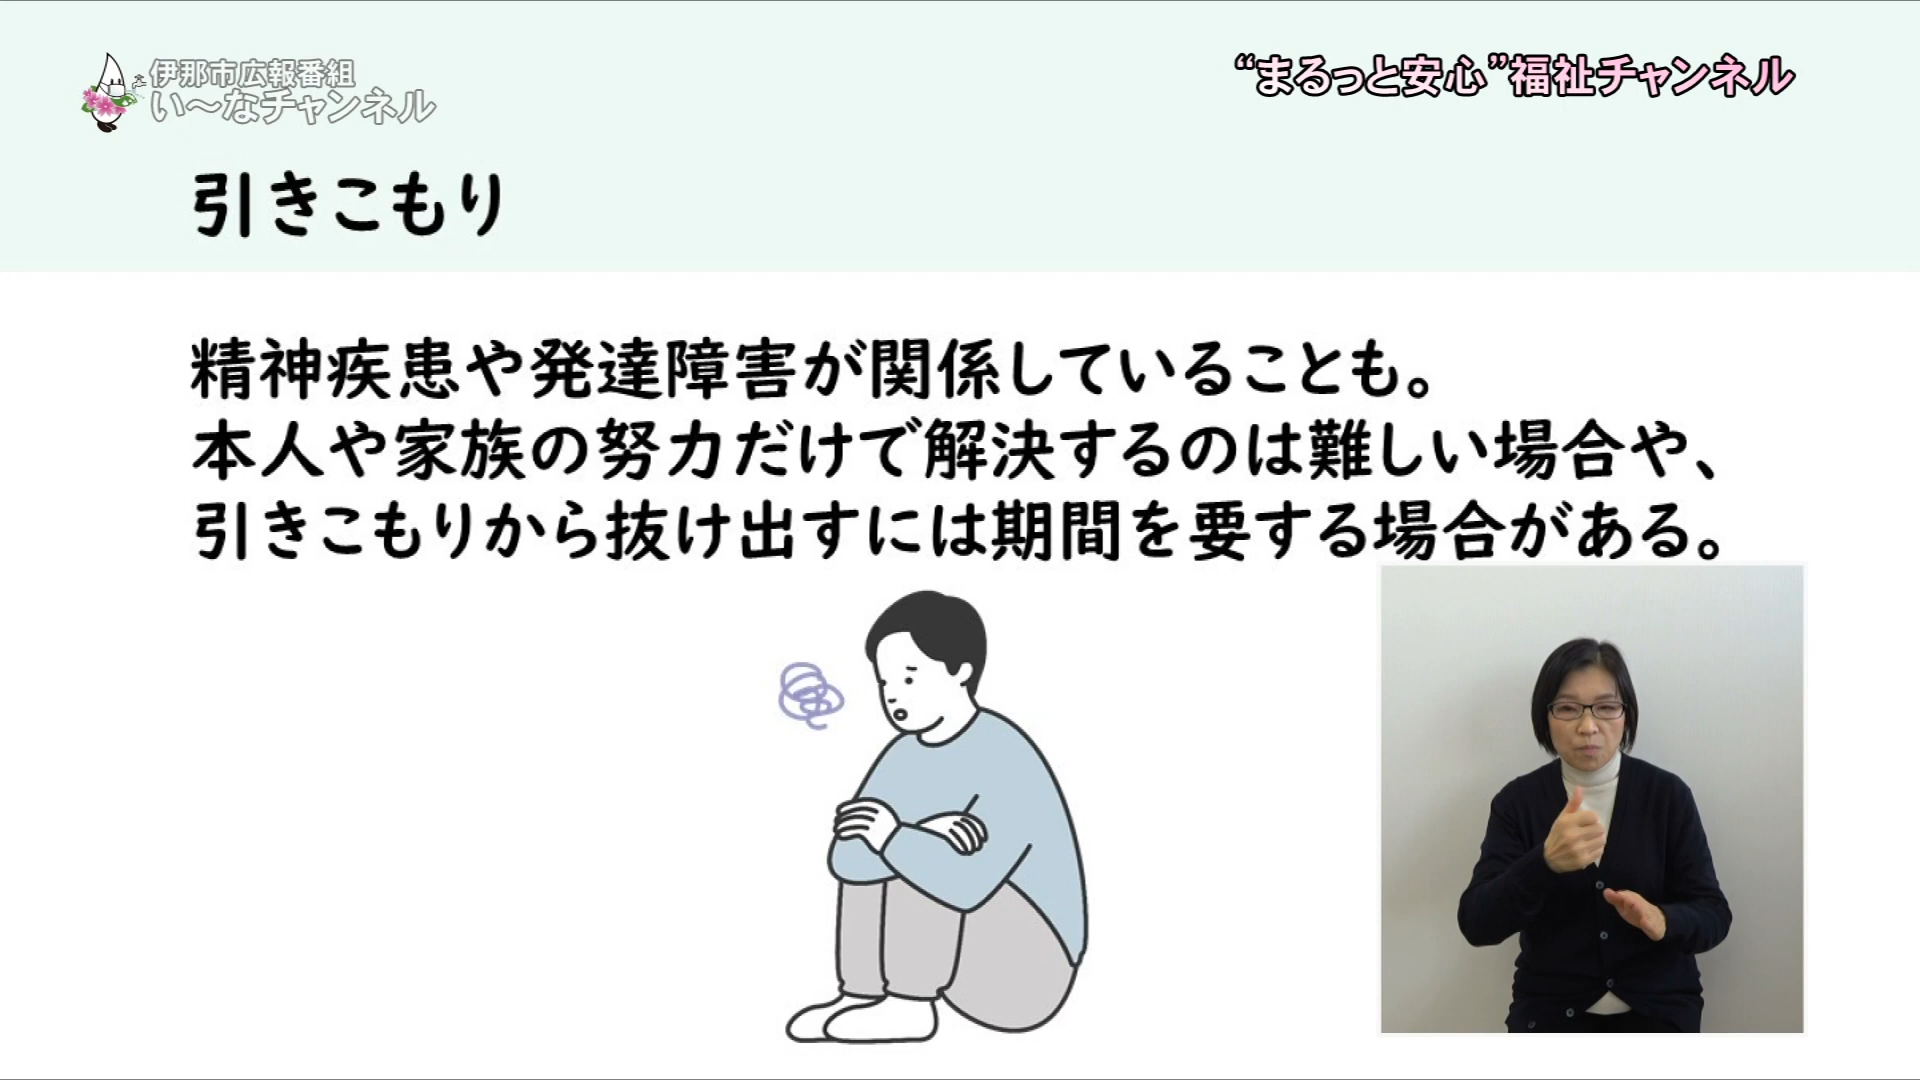 伊那市広報番組
い～なチャンネル
“まるっと安心”福祉チャンネル
引きこもり
精神疾患や発達障害が関係していることも。
本人や家族の努力だけで解決するのは難しい場合や、
引きこもりから抜け出すには期間を要する場合がある。